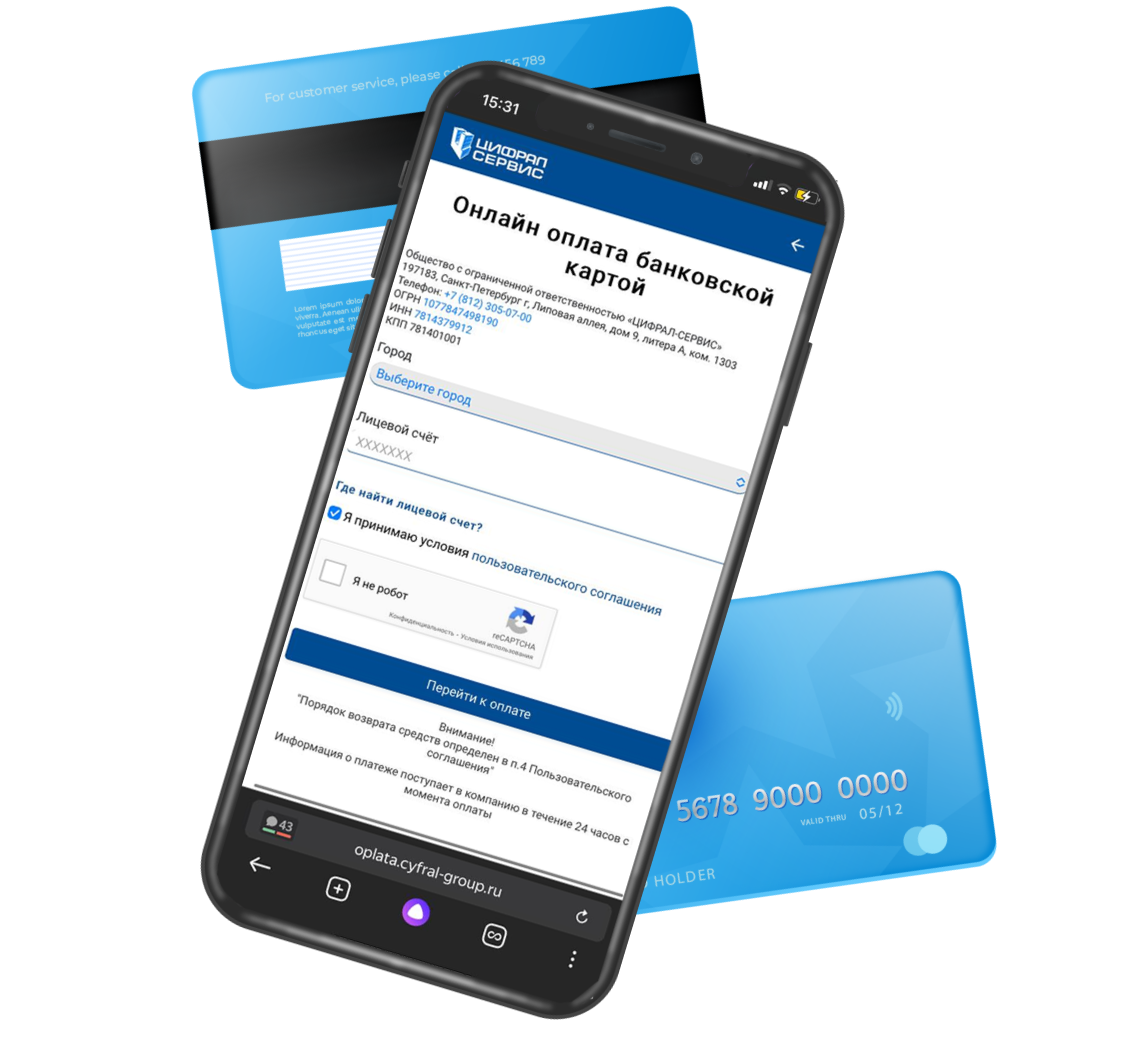 For customer service, please
56 789
15:31
ЦИФРАЛ
СЕРВИС
Онлайн оплата банковской
картой
Общество с ограниченной ответственностью «ЦИФРАЛ-СЕРВИС»
197183, Санкт-Петербург г, Липовая аллея, дом 9, литера А, ком. 1303
Телефон: +7 (812) 305-07-00
ОГРН 1077847498190
ИНН 7814379912
КПП 781401001
Город
Выберите город
Лицевой счёт
XXXXXXX
Где найти лицевой счет?
Я принимаю условия пользовательского соглашения
Я не робот
reCAPTCHA
Конфиденциальность - Условия использования
Перейти к оплате
Внимание!
"Порядок возврата средств определен в п.4 Пользовательского
соглашения"
Информация о платеже поступает в компанию в течение 24 часов с
момента оплаты
43
oplata.cyfral-group.ru
Lorem ipsum dolor
viverra. Aenean
vulputate est
rhoncus eget sit
5678 9000 0000
VALID THRU 05/12
HOLDER